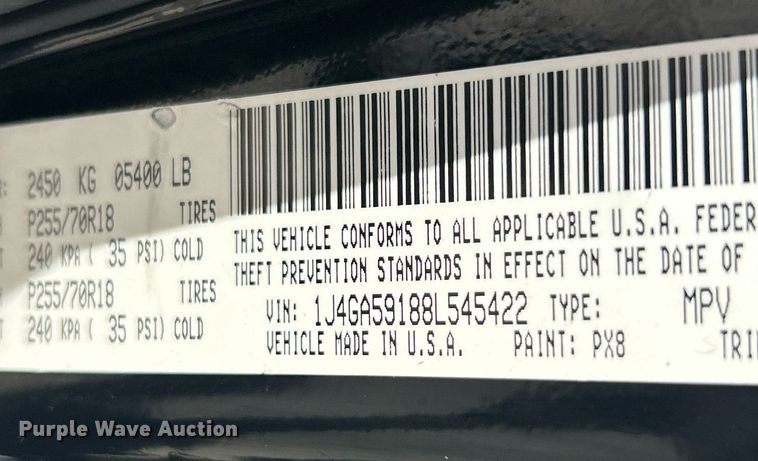 2450 KG 05400 LB
P255/70R18 TIRES
240 KPA ( 35 PSI) COLD
P255/70R18 TIRES
240 KPA ( 35 PSI) COLD
THIS VEHICLE CONFORMS TO ALL APPLICABLE U.S.A. FEDER
THEFT PREVENTION STANDARDS IN EFFECT ON THE DATE OF
VIN: 1J4GA59188L545422 TYPE: MPV
VEHICLE MADE IN U.S.A. PAINT: PX8 TRI
Purple Wave Auction